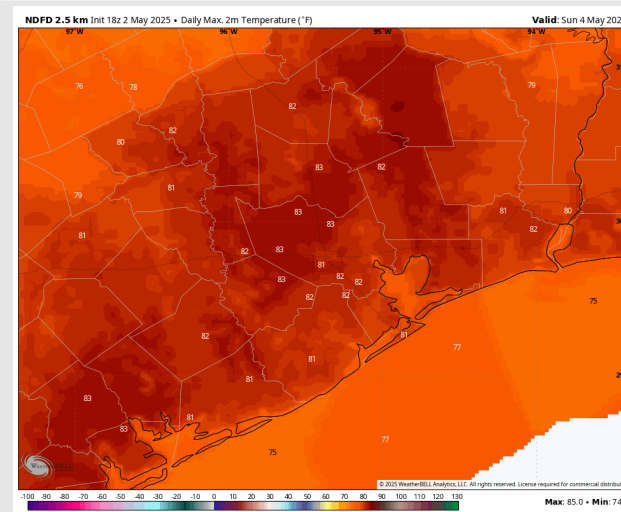 NDFD 2.5 km Init 18z 2 May 2025 • Daily Max. 2m Temperature (°F)
Valid: Sun 4 May 202
97°W 96°W 95°W 94°W
76 78 79
82
82
80
83 82
81
79
83 81 80
83 82
81
82 83
81
83 82 82
82 82
75
82 81
77
81
81
83
81
83
77
75
WeatherBELL
© 2025 WeatherBELL Analytics, LLC. All rights reserved. License required for commercial distribut
-100 -90 -80 -70 -60 -50 -40 -30 -20 -10 0 10 20 30 40 50 60 70 80 90 100 110 120 130
Max: 85.0 • Min: 74